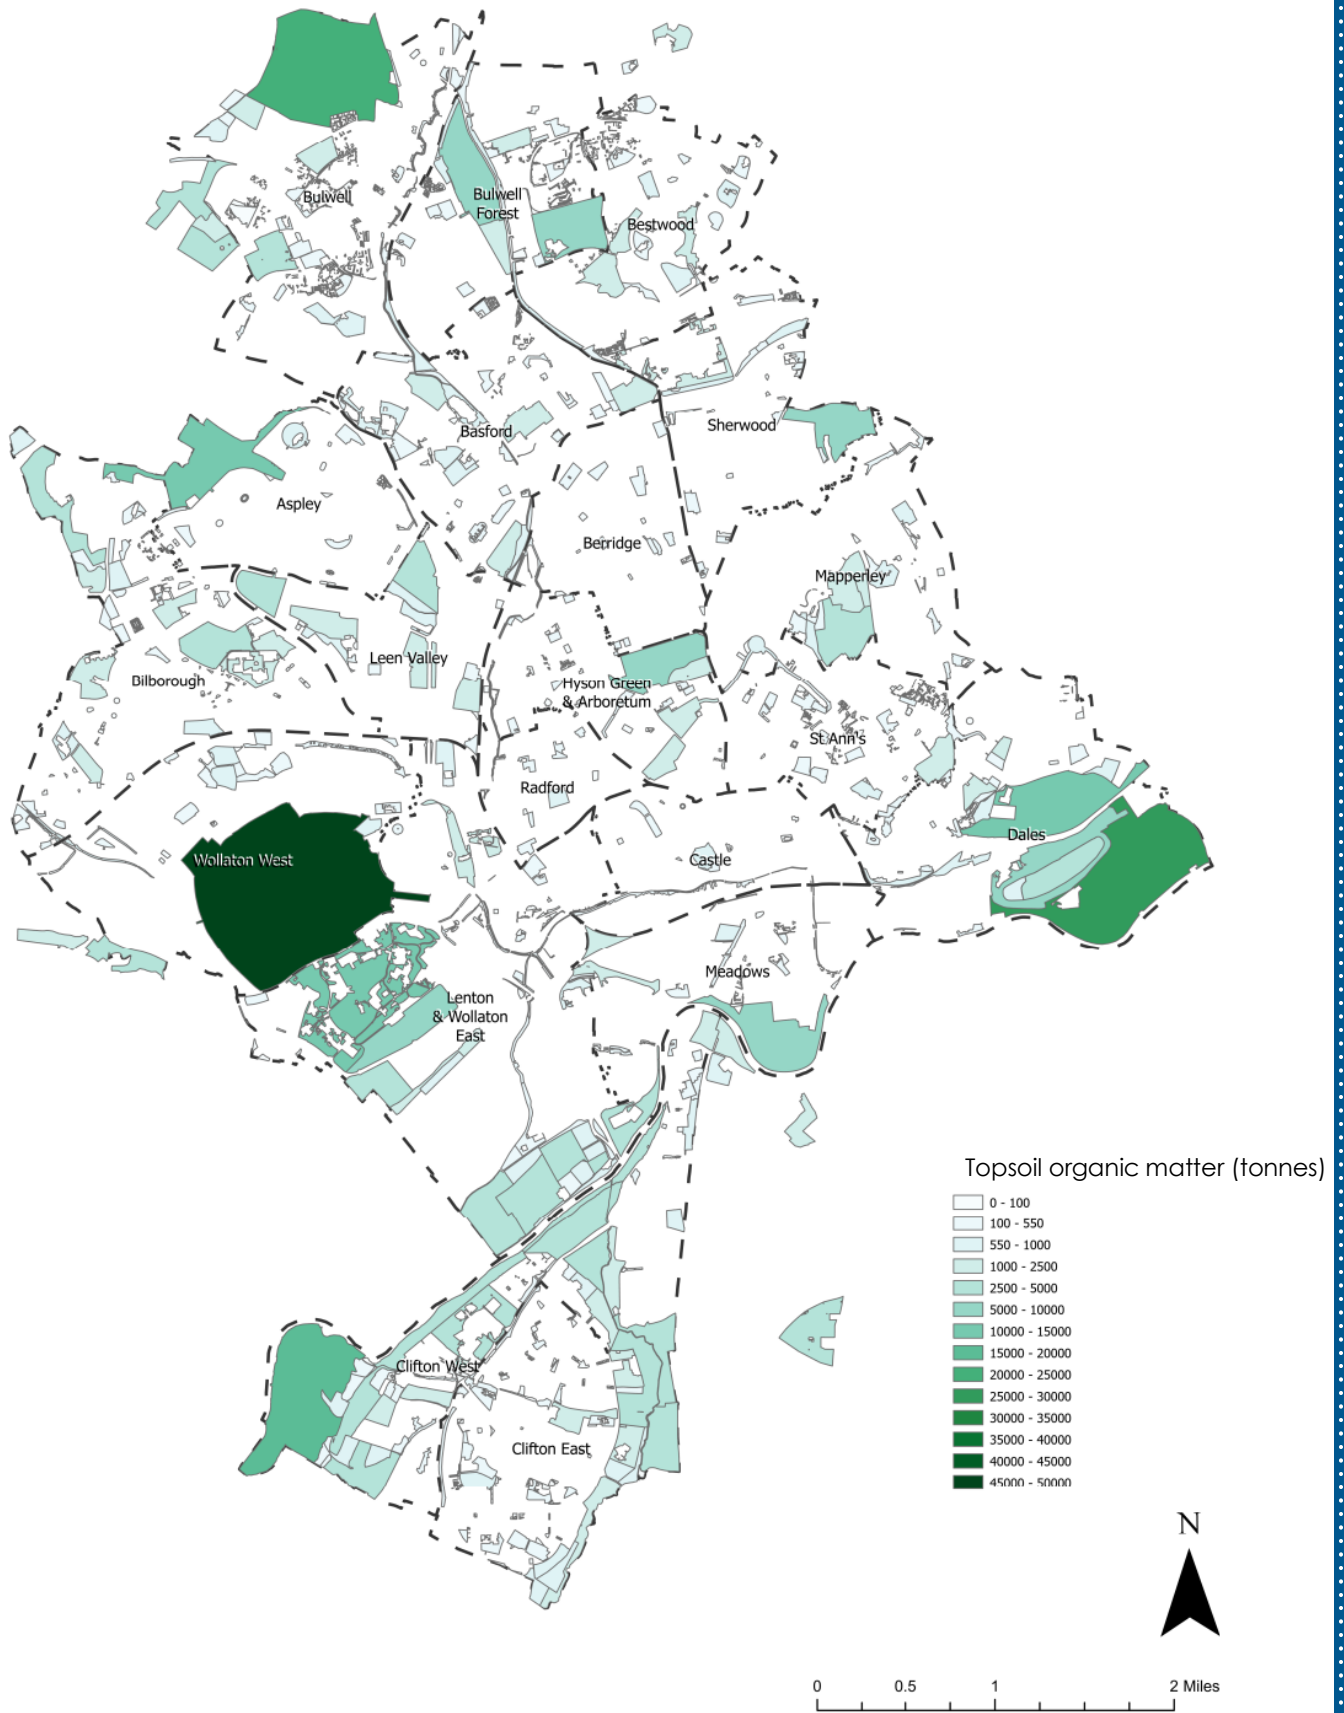 Bulwell
Bulwell
Forest
Bestwood
Sherwood
Basford
Aspley
Berridge
Mapperley
Leen Valley
Bilborough
Hyson Green
& Arboretum
St Ann's
Radford
Dales
Wollaton West
Castle
Meadows
Lenton
& Wollaton
East
Topsoil organic matter (tonnes)
0 - 100
100 - 550
550 - 1000
1000 - 2500
2500 - 5000
5000 - 10000
10000 - 15000
15000 - 20000
20000 - 25000
25000 - 30000
30000 - 35000
35000 - 40000
40000 - 45000
45000 - 50000
Clifton West
Clifton East
N
0 0.5 1 2 Miles